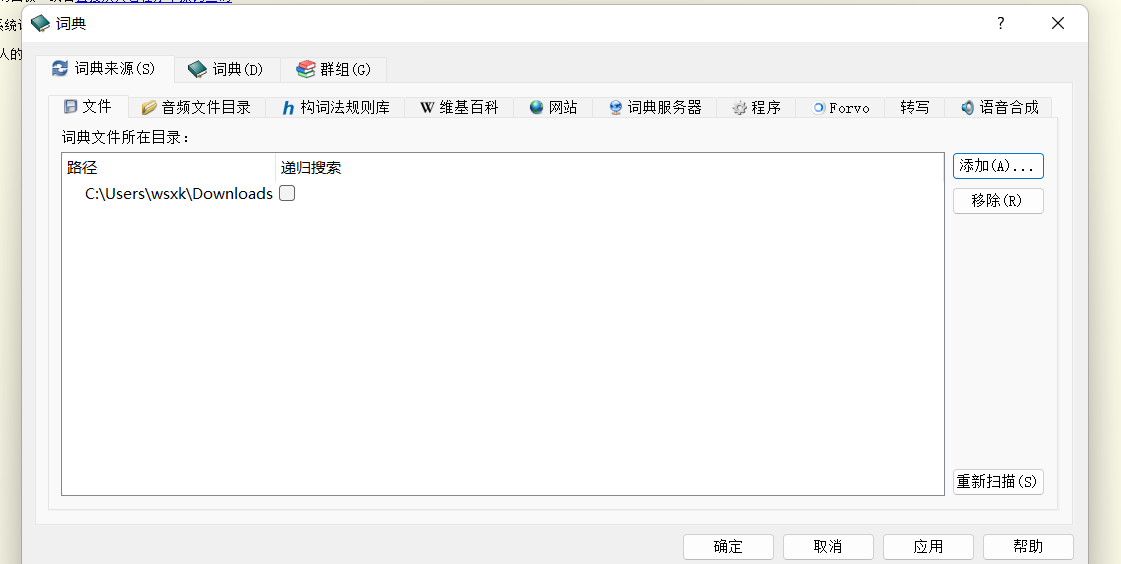 系统
词典
?
人的
词典来源(S) 词典(D) 群组(G)
文件 音频文件目录 构词法规则库 维基百科 网站 词典服务器 程序 Forvo 转写 语音合成
词典文件所在目录：
路径 递归搜索 添加(A)...
C:\Users\wsxk\Downloads 移除(R)
重新扫描(S)
确定 取消 应用 帮助